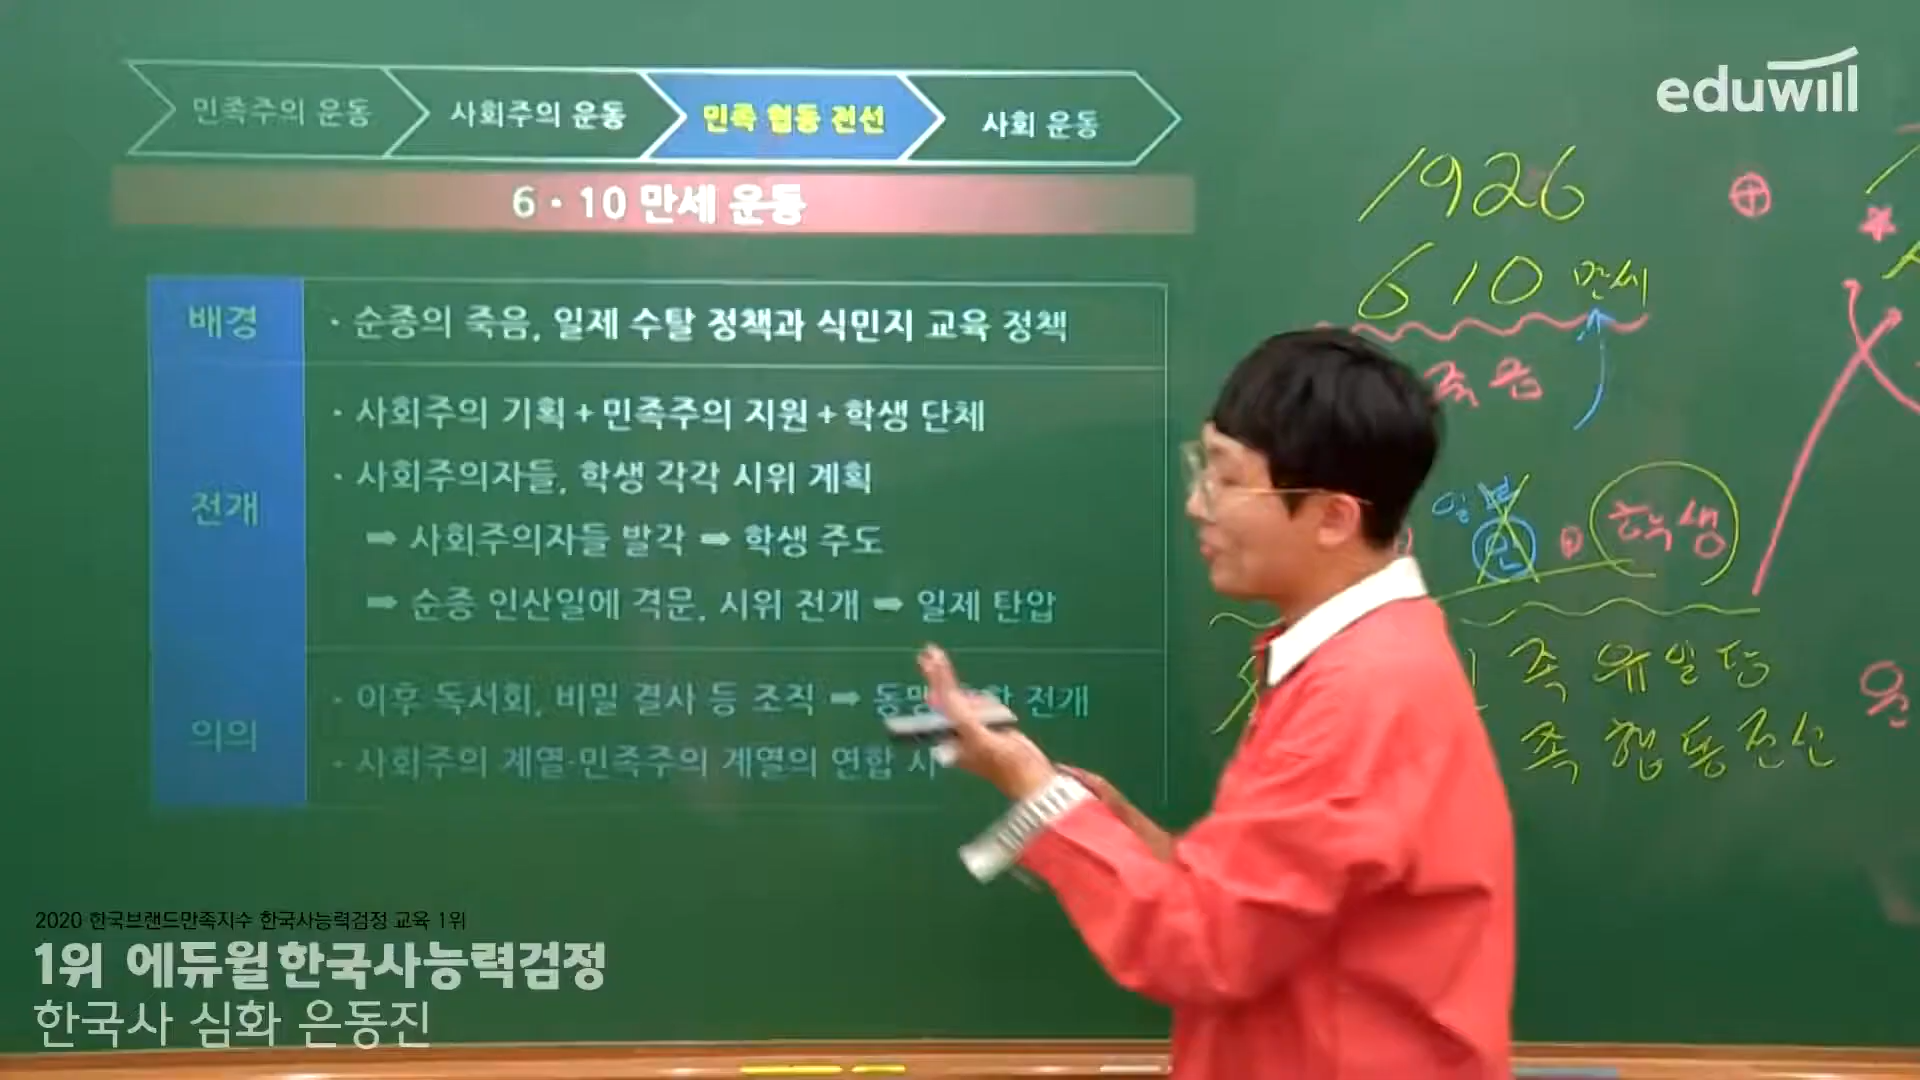 eduwill
민족주의 운동
사회주의 운동
민족 협동 전선
사회 운동
6·10 만세 운동
배경
· 순종의 죽음, 일제 수탈 정책과 식민지 교육 정책
전개
· 사회주의 기획+민족주의 지원+학생 단체
· 사회주의자들, 학생 각각 시위 계획
➡ 사회주의자들 발각 ➡ 학생 주도
➡ 순종 인산일에 격문, 시위 전개 ➡ 일제 탄압
의의
· 이후 독서회, 비밀 결사 등 조직 ➡ 전개
· 사회주의 계열·민족주의 계열의 연합
1926
610 만세
죽음
민 학생
족 유일당
족 협동전선
2020 한국브랜드만족지수 한국사능력검정 교육 1위
1위 에듀윌 한국사능력검정
한국사 심화 은동진